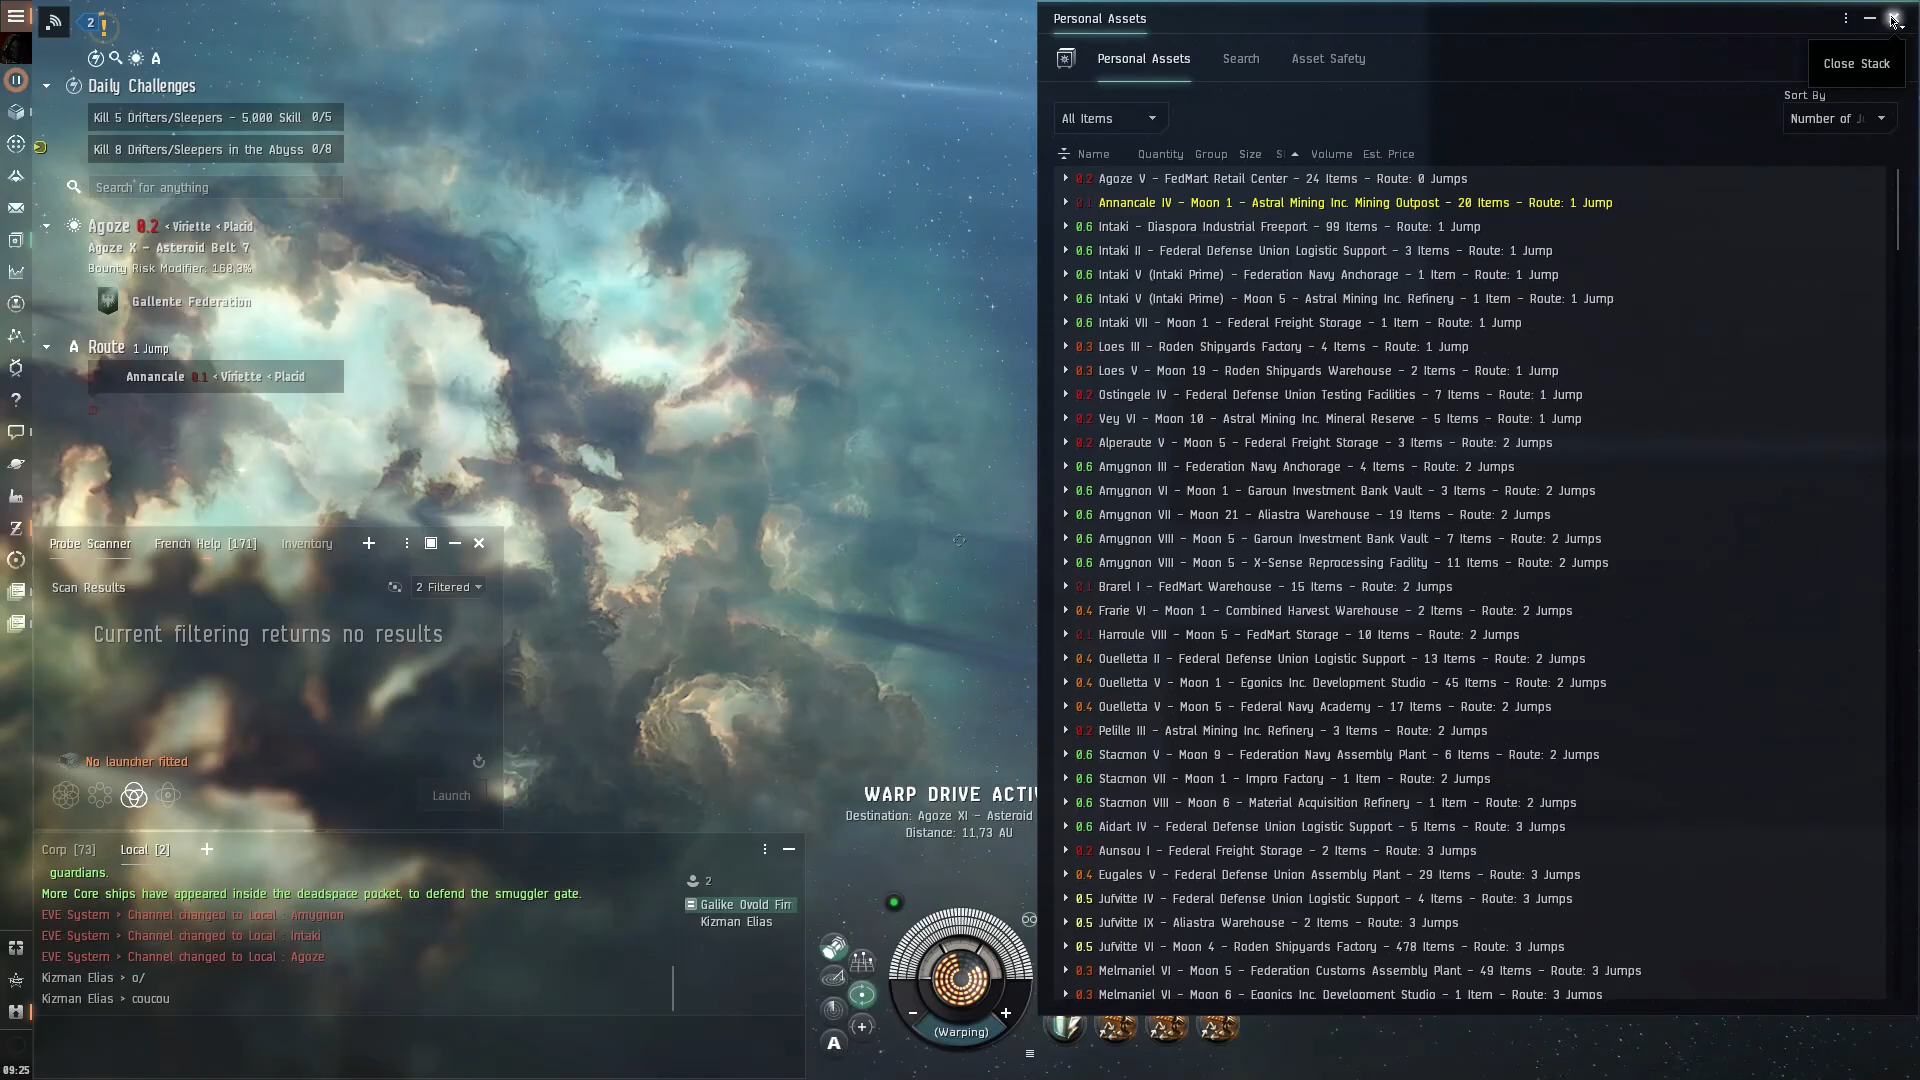 2
A
Daily Challenges
Kill 5 Drifters/Sleepers - 5,000 Skill 0/5
Kill 8 Drifters/Sleepers in the Abyss 0/8
Search for anything
Agoze 0.2 < Viriette < Placid
Agoze X - Asteroid Belt 7
Bounty Risk Modifier: 168,3%
Gallente Federation
A Route 1 Jump
Annancale 0.1 < Viriette < Placid
Probe Scanner French Help [171] Inventory
Scan Results 2 Filtered
Current filtering returns no results
No launcher fitted
Launch
Corp [73] Local [2]
guardians.
More Core ships have appeared inside the deadspace pocket, to defend the smuggler gate.
EVE System > Channel changed to Local : Amygnon
EVE System > Channel changed to Local : Intaki
EVE System > Channel changed to Local : Agoze
Kizman Elias > o/
Kizman Elias > coucou
2
Galike Ovold Fin
Kizman Elias
09:25
WARP DRIVE ACTI
Destination: Agoze XI - Asteroid
Distance: 11,73 AU
(Warping)
A
Personal Assets
Personal Assets Search Asset Safety
Close Stack
Sort By
All Items Number of J
Name Quantity Group Size Sl Volume Est. Price
0.2 Agoze V - FedMart Retail Center - 24 Items - Route: 0 Jumps
0.1 Annancale IV - Moon 1 - Astral Mining Inc. Mining Outpost - 20 Items - Route: 1 Jump
0.6 Intaki - Diaspora Industrial Freeport - 99 Items - Route: 1 Jump
0.6 Intaki II - Federal Defense Union Logistic Support - 3 Items - Route: 1 Jump
0.6 Intaki V (Intaki Prime) - Federation Navy Anchorage - 1 Item - Route: 1 Jump
0.6 Intaki V (Intaki Prime) - Moon 5 - Astral Mining Inc. Refinery - 1 Item - Route: 1 Jump
0.6 Intaki VII - Moon 1 - Federal Freight Storage - 1 Item - Route: 1 Jump
0.3 Loes III - Roden Shipyards Factory - 4 Items - Route: 1 Jump
0.3 Loes V - Moon 19 - Roden Shipyards Warehouse - 2 Items - Route: 1 Jump
0.2 Ostingele IV - Federal Defense Union Testing Facilities - 7 Items - Route: 1 Jump
0.2 Vey VI - Moon 10 - Astral Mining Inc. Mineral Reserve - 5 Items - Route: 1 Jump
0.2 Alperaute V - Moon 5 - Federal Freight Storage - 3 Items - Route: 2 Jumps
0.6 Amygnon III - Federation Navy Anchorage - 4 Items - Route: 2 Jumps
0.6 Amygnon VI - Moon 1 - Garoun Investment Bank Vault - 3 Items - Route: 2 Jumps
0.6 Amygnon VII - Moon 21 - Aliastra Warehouse - 19 Items - Route: 2 Jumps
0.6 Amygnon VIII - Moon 5 - Garoun Investment Bank Vault - 7 Items - Route: 2 Jumps
0.6 Amygnon VIII - Moon 5 - X-Sense Reprocessing Facility - 11 Items - Route: 2 Jumps
0.1 Brarel I - FedMart Warehouse - 15 Items - Route: 2 Jumps
0.4 Frarie VI - Moon 1 - Combined Harvest Warehouse - 2 Items - Route: 2 Jumps
0.1 Harroule VIII - Moon 5 - FedMart Storage - 10 Items - Route: 2 Jumps
0.4 Ouelletta II - Federal Defense Union Logistic Support - 13 Items - Route: 2 Jumps
0.4 Ouelletta V - Moon 1 - Egonics Inc. Development Studio - 45 Items - Route: 2 Jumps
0.4 Ouelletta V - Moon 5 - Federal Navy Academy - 17 Items - Route: 2 Jumps
0.2 Pelille III - Astral Mining Inc. Refinery - 3 Items - Route: 2 Jumps
0.6 Stacmon V - Moon 9 - Federation Navy Assembly Plant - 6 Items - Route: 2 Jumps
0.6 Stacmon VII - Moon 1 - Impro Factory - 1 Item - Route: 2 Jumps
0.6 Stacmon VIII - Moon 6 - Material Acquisition Refinery - 1 Item - Route: 2 Jumps
0.6 Aidart IV - Federal Defense Union Logistic Support - 5 Items - Route: 3 Jumps
0.2 Aunsou I - Federal Freight Storage - 2 Items - Route: 3 Jumps
0.4 Eugales V - Federal Defense Union Assembly Plant - 29 Items - Route: 3 Jumps
0.5 Jufvitte IV - Federal Defense Union Logistic Support - 4 Items - Route: 3 Jumps
0.5 Jufvitte IX - Aliastra Warehouse - 2 Items - Route: 3 Jumps
0.5 Jufvitte VI - Moon 4 - Roden Shipyards Factory - 478 Items - Route: 3 Jumps
0.3 Melmaniel VI - Moon 5 - Federation Customs Assembly Plant - 49 Items - Route: 3 Jumps
0.3 Melmaniel VI - Moon 6 - Egonics Inc. Development Studio - 1 Item - Route: 3 Jumps